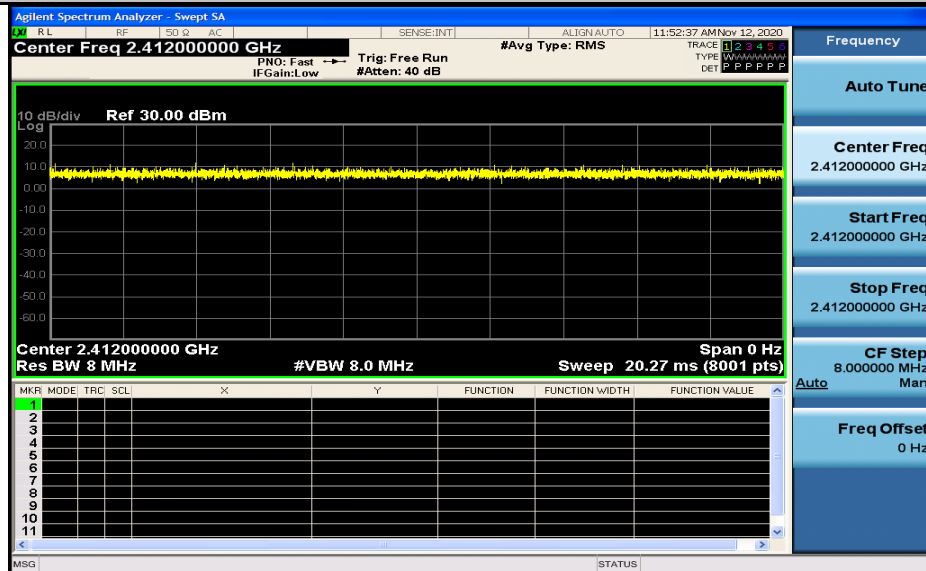 Agilent Spectrum Analyzer - Swept SA
LXI RL RF 50 Ω AC SENSE:INT ALIGN AUTO 11:52:37 AM Nov 12, 2020
Center Freq 2.412000000 GHz
PNO: Fast
IFGain:Low
Trig: Free Run
#Atten: 40 dB
#Avg Type: RMS
TRACE 1 2 3 4 5 6
TYPE W
DET P P P P P P
10 dB/div Ref 30.00 dBm
Log
20.0
10.0
0.00
-10.0
-20.0
-30.0
-40.0
-50.0
-60.0
Center 2.412000000 GHz Span 0 Hz
Res BW 8 MHz #VBW 8.0 MHz Sweep 20.27 ms (8001 pts)
MKR MODE TRC SCL X Y FUNCTION FUNCTION WIDTH FUNCTION VALUE
1
2
3
4
5
6
7
8
9
10
11
MSG STATUS
Frequency
Auto Tune
Center Freq
2.412000000 GHz
Start Freq
2.412000000 GHz
Stop Freq
2.412000000 GHz
CF Step
8.000000 MHz
Auto Man
Freq Offset
0 Hz